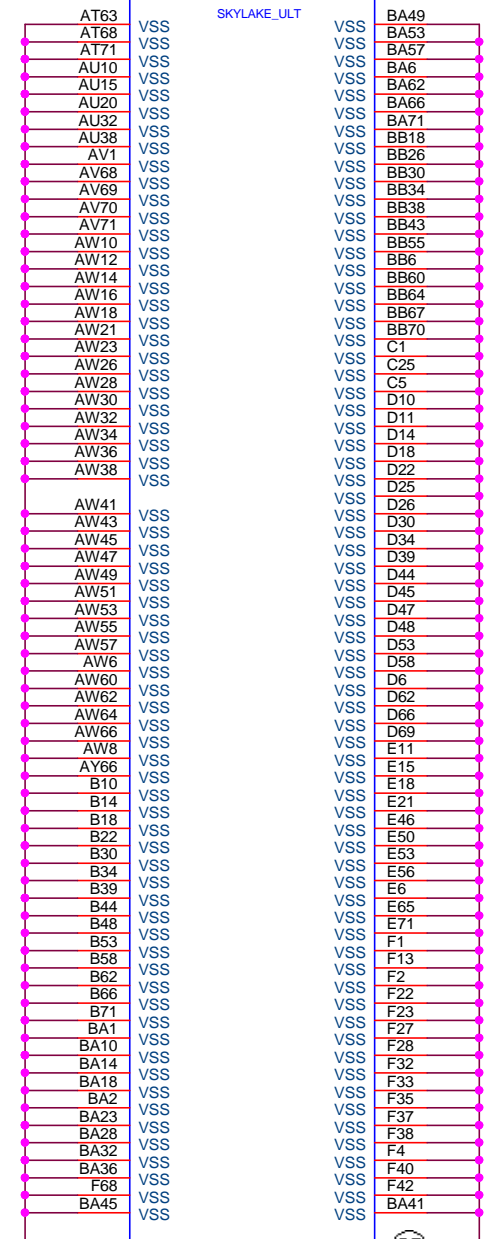 SKYLAKE_ULT
AT63 VSS
AT68 VSS
AT71 VSS
AU10 VSS
AU15 VSS
AU20 VSS
AU32 VSS
AU38 VSS
AV1 VSS
AV68 VSS
AV69 VSS
AV70 VSS
AV71 VSS
AW10 VSS
AW12 VSS
AW14 VSS
AW16 VSS
AW18 VSS
AW21 VSS
AW23 VSS
AW26 VSS
AW28 VSS
AW30 VSS
AW32 VSS
AW34 VSS
AW36 VSS
AW38 VSS
AW41 VSS
AW43 VSS
AW45 VSS
AW47 VSS
AW49 VSS
AW51 VSS
AW53 VSS
AW55 VSS
AW57 VSS
AW6 VSS
AW60 VSS
AW62 VSS
AW64 VSS
AW66 VSS
AW8 VSS
AY66 VSS
B10 VSS
B14 VSS
B18 VSS
B22 VSS
B30 VSS
B34 VSS
B39 VSS
B44 VSS
B48 VSS
B53 VSS
B58 VSS
B62 VSS
B66 VSS
B71 VSS
BA1 VSS
BA10 VSS
BA14 VSS
BA18 VSS
BA2 VSS
BA23 VSS
BA28 VSS
BA32 VSS
BA36 VSS
F68 VSS
BA45 VSS
VSS BA49
VSS BA53
VSS BA57
VSS BA6
VSS BA62
VSS BA66
VSS BA71
VSS BB18
VSS BB26
VSS BB30
VSS BB34
VSS BB38
VSS BB43
VSS BB55
VSS BB6
VSS BB60
VSS BB64
VSS BB67
VSS BB70
VSS C1
VSS C25
VSS C5
VSS D10
VSS D11
VSS D14
VSS D18
VSS D22
VSS D25
VSS D26
VSS D30
VSS D34
VSS D39
VSS D44
VSS D45
VSS D47
VSS D48
VSS D53
VSS D58
VSS D6
VSS D62
VSS D66
VSS D69
VSS E11
VSS E15
VSS E18
VSS E21
VSS E46
VSS E50
VSS E53
VSS E56
VSS E6
VSS E65
VSS E71
VSS F1
VSS F13
VSS F2
VSS F22
VSS F23
VSS F27
VSS F28
VSS F32
VSS F33
VSS F35
VSS F37
VSS F38
VSS F4
VSS F40
VSS F42
VSS BA41